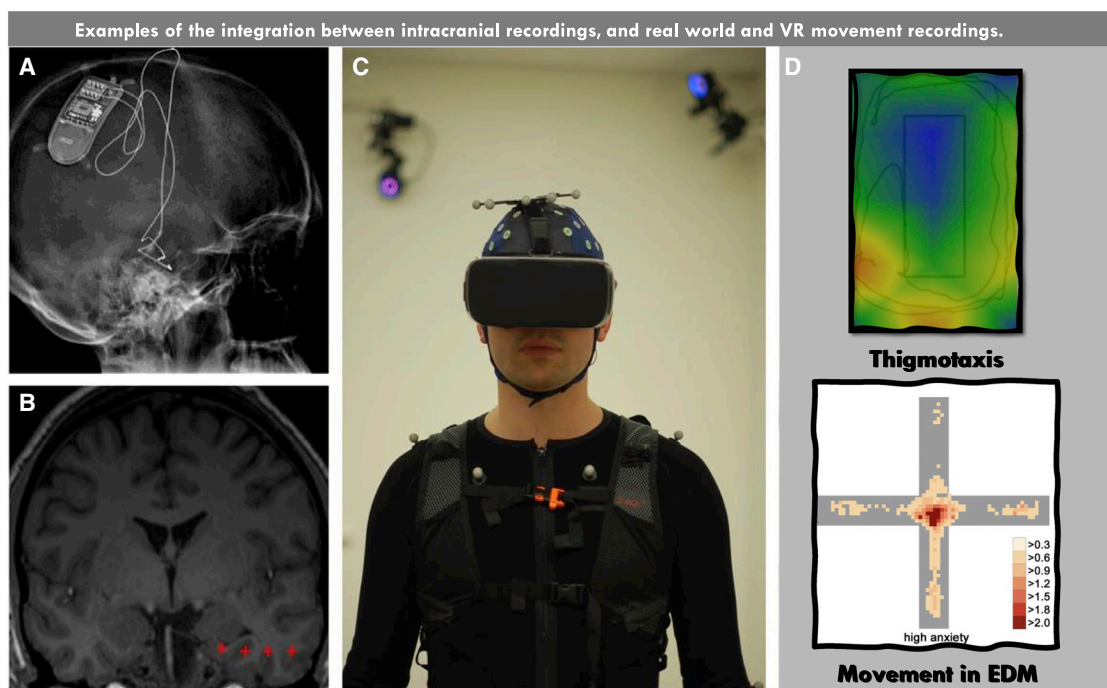 Examples of the integration between intracranial recordings, and real world and VR movement recordings.
A
B
C
D
Thigmotaxis
>0.3
>0.6
>0.9
>1.2
>1.5
>1.8
>2.0
high anxiety
Movement in EDM